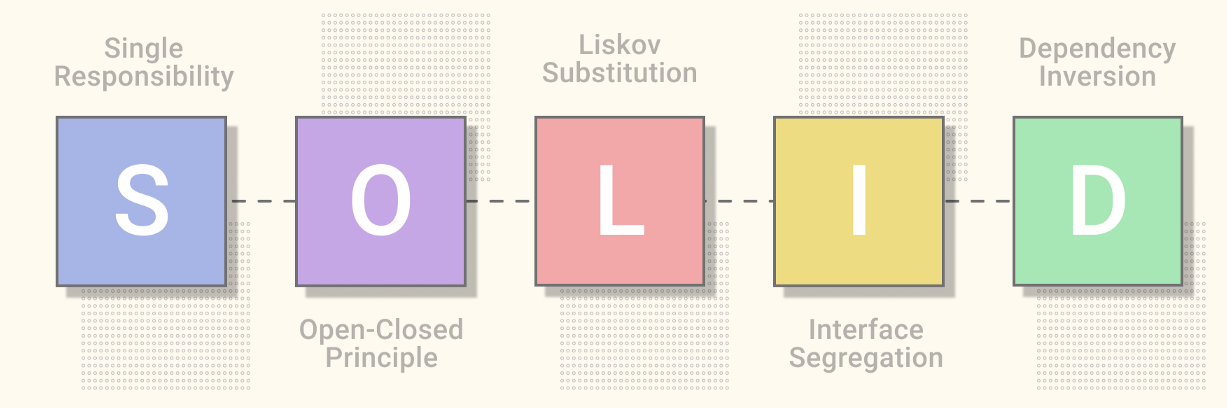 Single
Responsibility
S
O
Open-Closed
Principle
Liskov
Substitution
L
I
Interface
Segregation
Dependency
Inversion
D